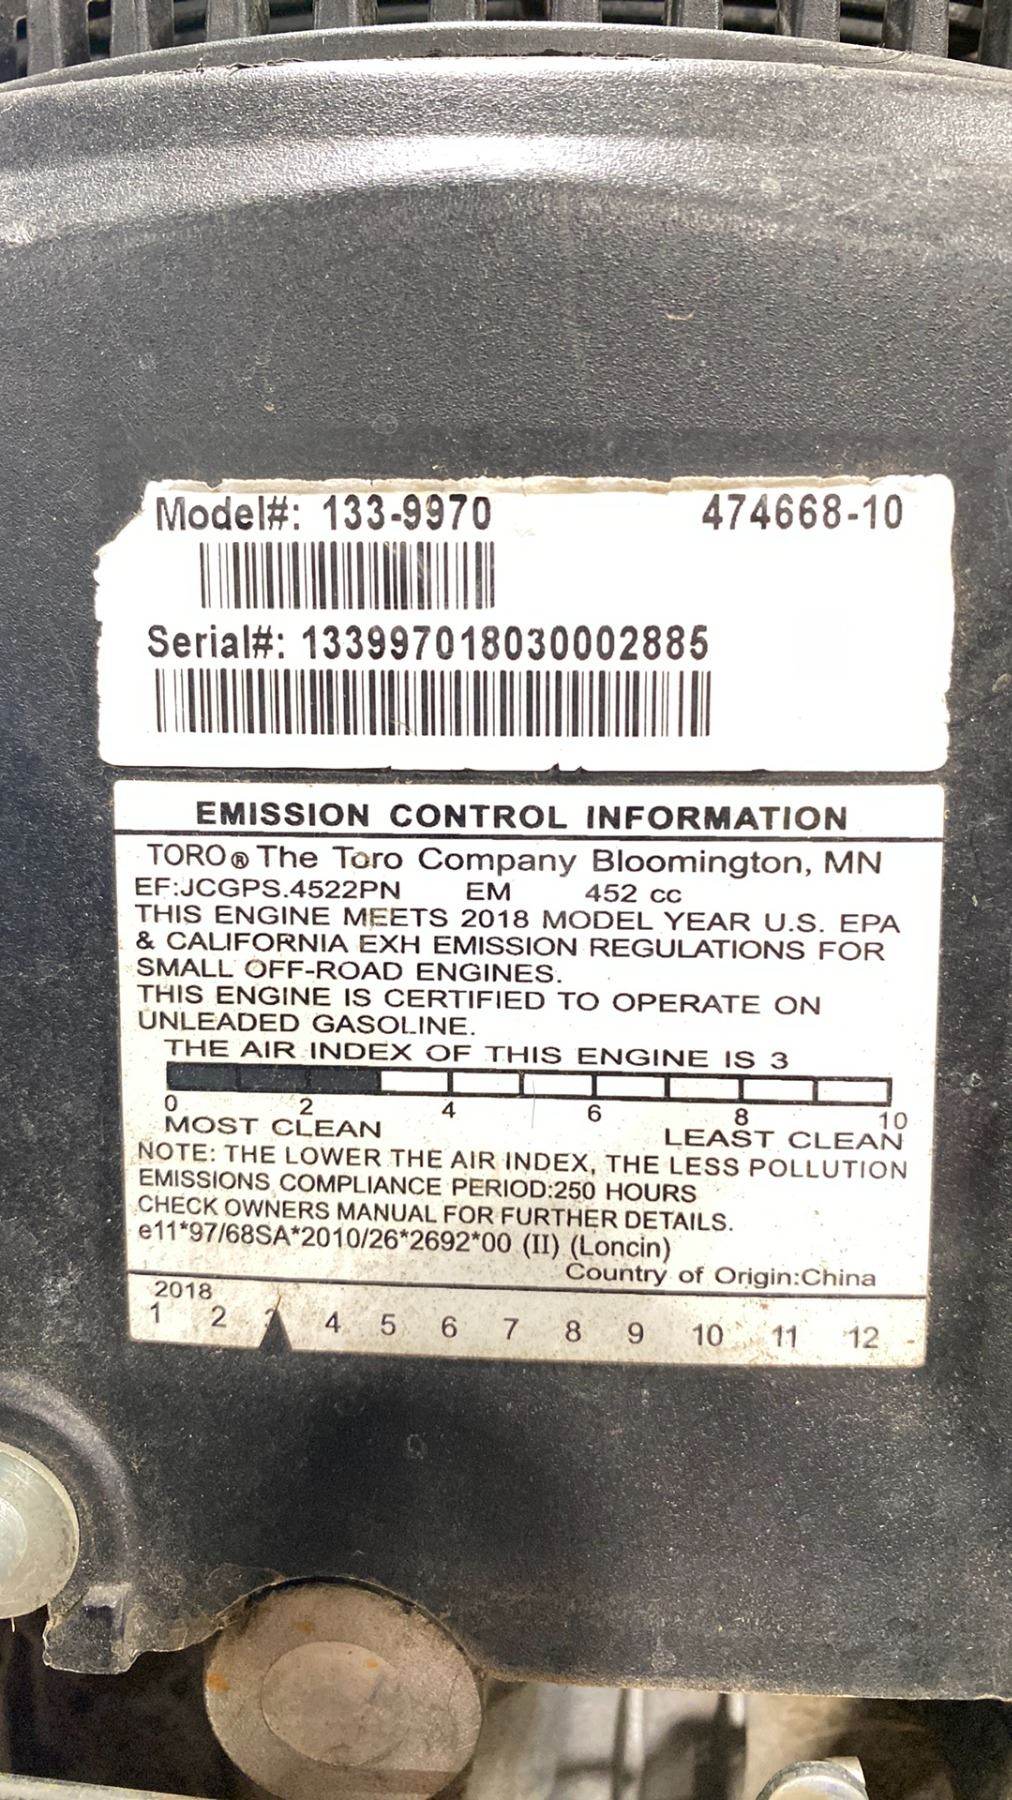 Model#: 133-9970 474668-10
Serial#: 133997018030002885
EMISSION CONTROL INFORMATION
TORO® The Toro Company Bloomington, MN
EF:JCGPS.4522PN EM 452 cc
THIS ENGINE MEETS 2018 MODEL YEAR U.S. EPA
& CALIFORNIA EXH EMISSION REGULATIONS FOR
SMALL OFF-ROAD ENGINES.
THIS ENGINE IS CERTIFIED TO OPERATE ON
UNLEADED GASOLINE.
THE AIR INDEX OF THIS ENGINE IS 3
0 2 4 6 8 10
MOST CLEAN LEAST CLEAN
NOTE: THE LOWER THE AIR INDEX, THE LESS POLLUTION
EMISSIONS COMPLIANCE PERIOD:250 HOURS
CHECK OWNERS MANUAL FOR FURTHER DETAILS.
e11*97/68SA*2010/26*2692*00 (II) (Loncin)
Country of Origin:China
2018
1 2 4 5 6 7 8 9 10 11 12